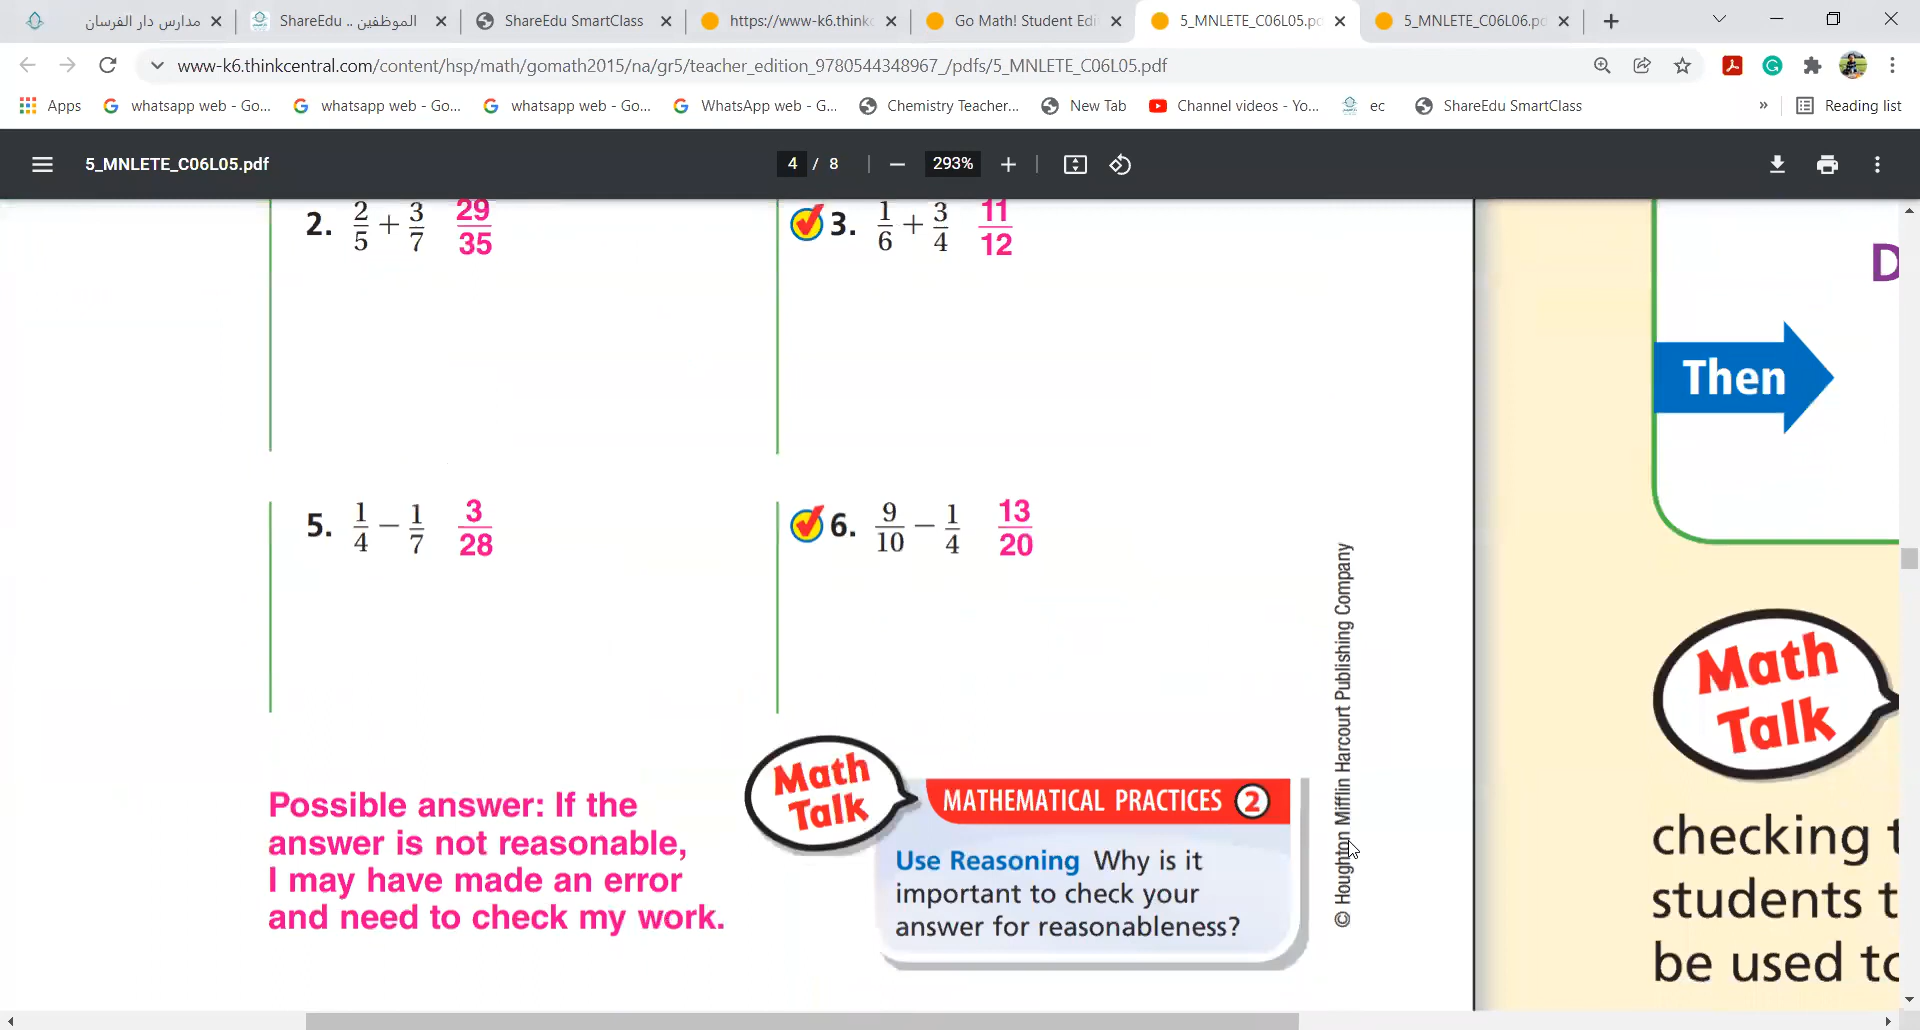 مدارس دار الفرسان
ShareEdu .. الموظفين
ShareEdu SmartClass
https://www-k6.thinkc
Go Math! Student Edi
5_MNLETE_C06L05.pd
5_MNLETE_C06L06.pd
www-k6.thinkcentral.com/content/hsp/math/gomath2015/na/gr5/teacher_edition_9780544348967_/pdfs/5_MNLETE_C06L05.pdf
Apps
whatsapp web - Go...
whatsapp web - Go...
whatsapp web - Go...
WhatsApp web - G...
Chemistry Teacher...
New Tab
Channel videos - Yo...
ec
ShareEdu SmartClass
»
Reading list
5_MNLETE_C06L05.pdf
4 / 8
293%
2. 2/5 + 3/7 29/35
3. 1/6 + 3/4 11/12
D
Then
5. 1/4 − 1/7 3/28
6. 9/10 − 1/4 13/20
Possible answer: If the
answer is not reasonable,
I may have made an error
and need to check my work.
Math
Talk
MATHEMATICAL PRACTICES 2
Use Reasoning Why is it
important to check your
answer for reasonableness?
© Houghton Mifflin Harcourt Publishing Company
Math
Talk
checking t
students t
be used to